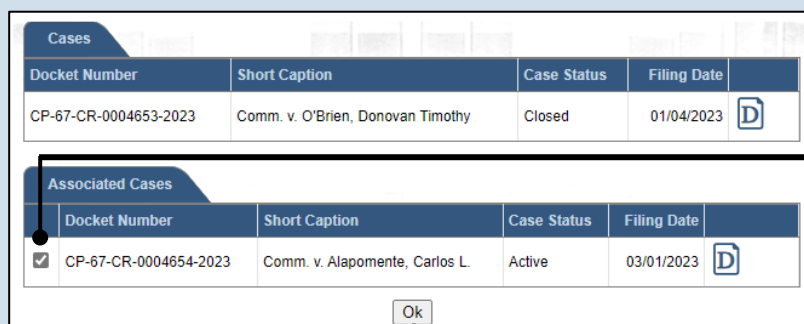 Cases
Docket Number Short Caption Case Status Filing Date
CP-67-CR-0004653-2023 Comm. v. O'Brien, Donovan Timothy Closed 01/04/2023 D
Associated Cases
Docket Number Short Caption Case Status Filing Date
CP-67-CR-0004654-2023 Comm. v. Alapomente, Carlos L. Active 03/01/2023 D
Ok